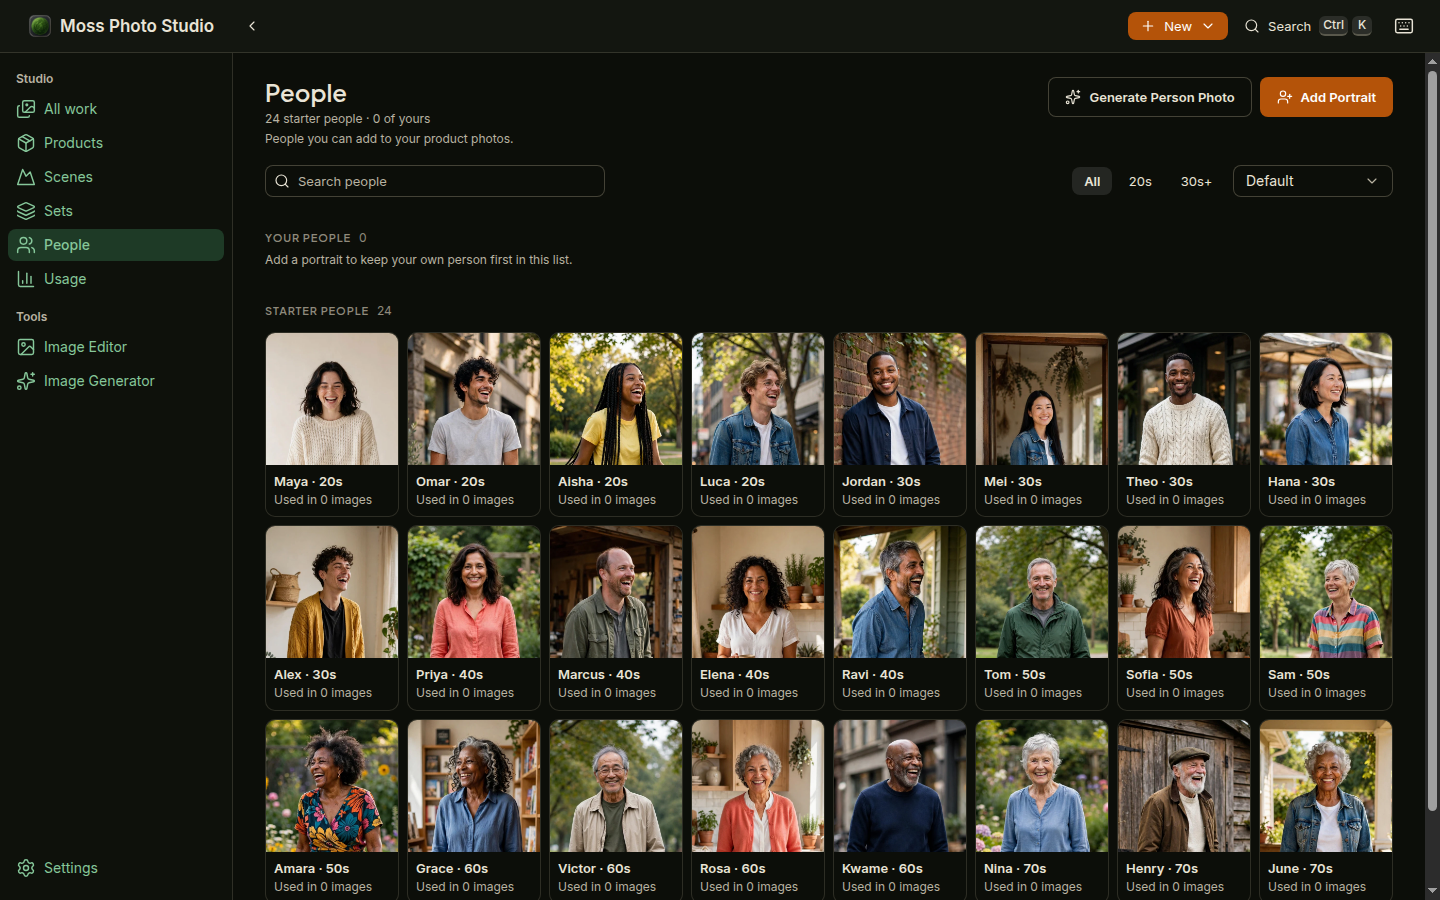 Moss Photo Studio
New
Search Ctrl K
Studio
All work
Products
Scenes
Sets
People
Usage
Tools
Image Editor
Image Generator
Settings
People
24 starter people · 0 of yours
People you can add to your product photos.
Generate Person Photo
Add Portrait
Search people
All 20s 30s+ Default
YOUR PEOPLE 0
Add a portrait to keep your own person first in this list.
STARTER PEOPLE 24
Maya · 20s
Used in 0 images
Omar · 20s
Used in 0 images
Aisha · 20s
Used in 0 images
Luca · 20s
Used in 0 images
Jordan · 30s
Used in 0 images
Mei · 30s
Used in 0 images
Theo · 30s
Used in 0 images
Hana · 30s
Used in 0 images
Alex · 30s
Used in 0 images
Priya · 40s
Used in 0 images
Marcus · 40s
Used in 0 images
Elena · 40s
Used in 0 images
Ravi · 40s
Used in 0 images
Tom · 50s
Used in 0 images
Sofia · 50s
Used in 0 images
Sam · 50s
Used in 0 images
Amara · 50s
Used in 0 images
Grace · 60s
Used in 0 images
Victor · 60s
Used in 0 images
Rosa · 60s
Used in 0 images
Kwame · 60s
Used in 0 images
Nina · 70s
Used in 0 images
Henry · 70s
Used in 0 images
June · 70s
Used in 0 images